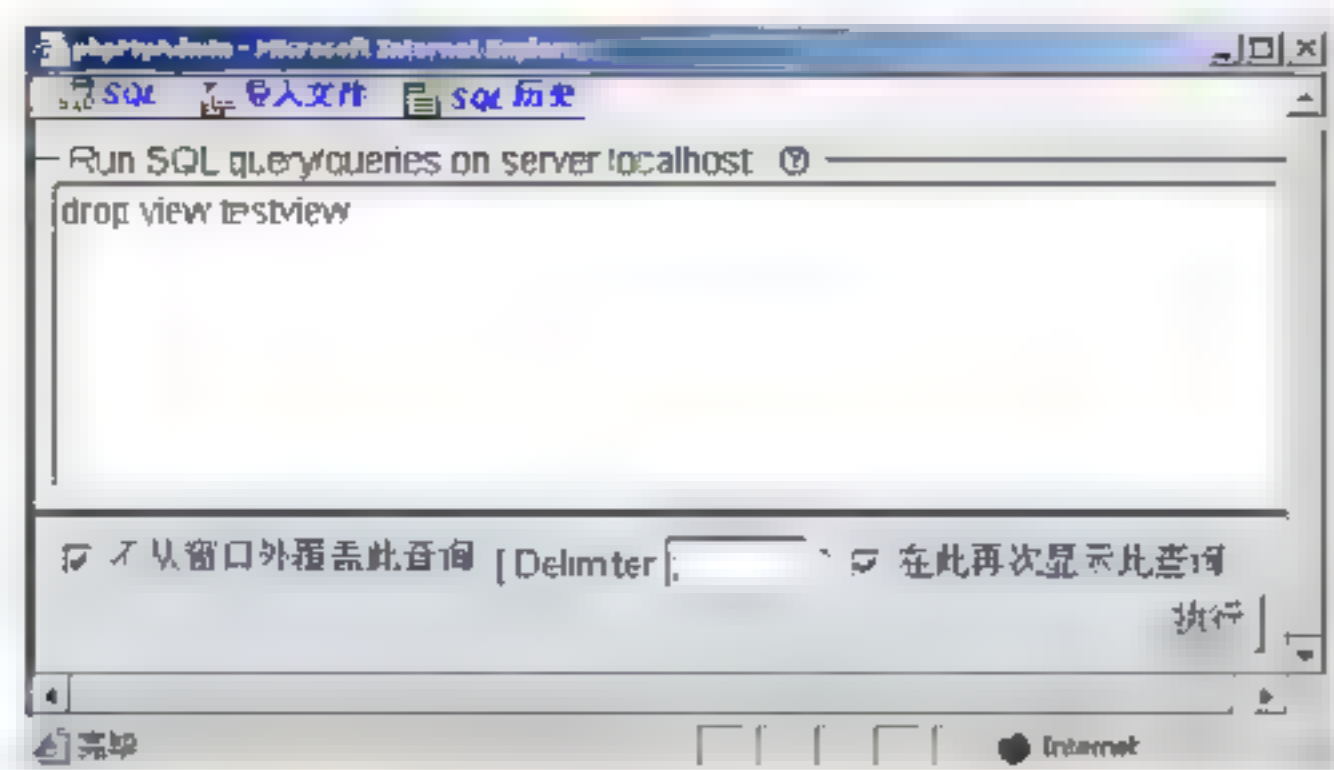 phpMyAdmin - Microsoft Internet Explorer
SQL 导入文件 SQL 历史
Run SQL query/queries on server localhost
drop view testview
不从窗口外覆盖此查询 [ Delimiter ; 在此再次显示此查询
执行
完毕 Internet